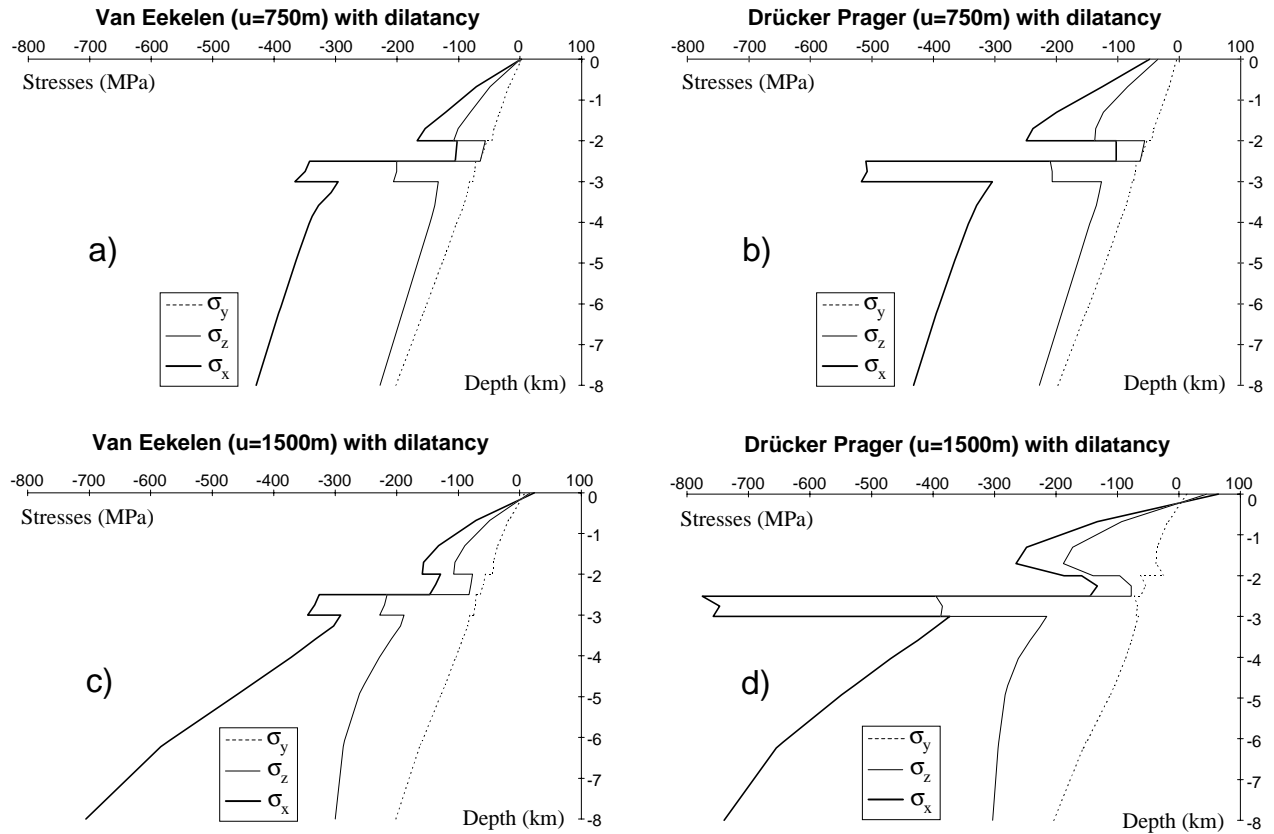 Van Eekelen (u=750m) with dilatancy
-800 -700 -600 -500 -400 -300 -200 -100 0 100
Stresses (MPa)
0
-1
-2
-3
-4
-5
-6
-7
-8
a)
σy
σz
σx
Depth (km)
Drücker Prager (u=750m) with dilatancy
-800 -700 -600 -500 -400 -300 -200 -100 0 100
Stresses (MPa)
0
-1
-2
-3
-4
-5
-6
-7
-8
b)
σy
σz
σx
Depth (km)
Van Eekelen (u=1500m) with dilatancy
-800 -700 -600 -500 -400 -300 -200 -100 0 100
Stresses (MPa)
0
-1
-2
-3
-4
-5
-6
-7
-8
c)
σy
σz
σx
Depth (km)
Drücker Prager (u=1500m) with dilatancy
-800 -700 -600 -500 -400 -300 -200 -100 0 100
Stresses (MPa)
0
-1
-2
-3
-4
-5
-6
-7
-8
d)
σy
σz
σx
Depth (km)